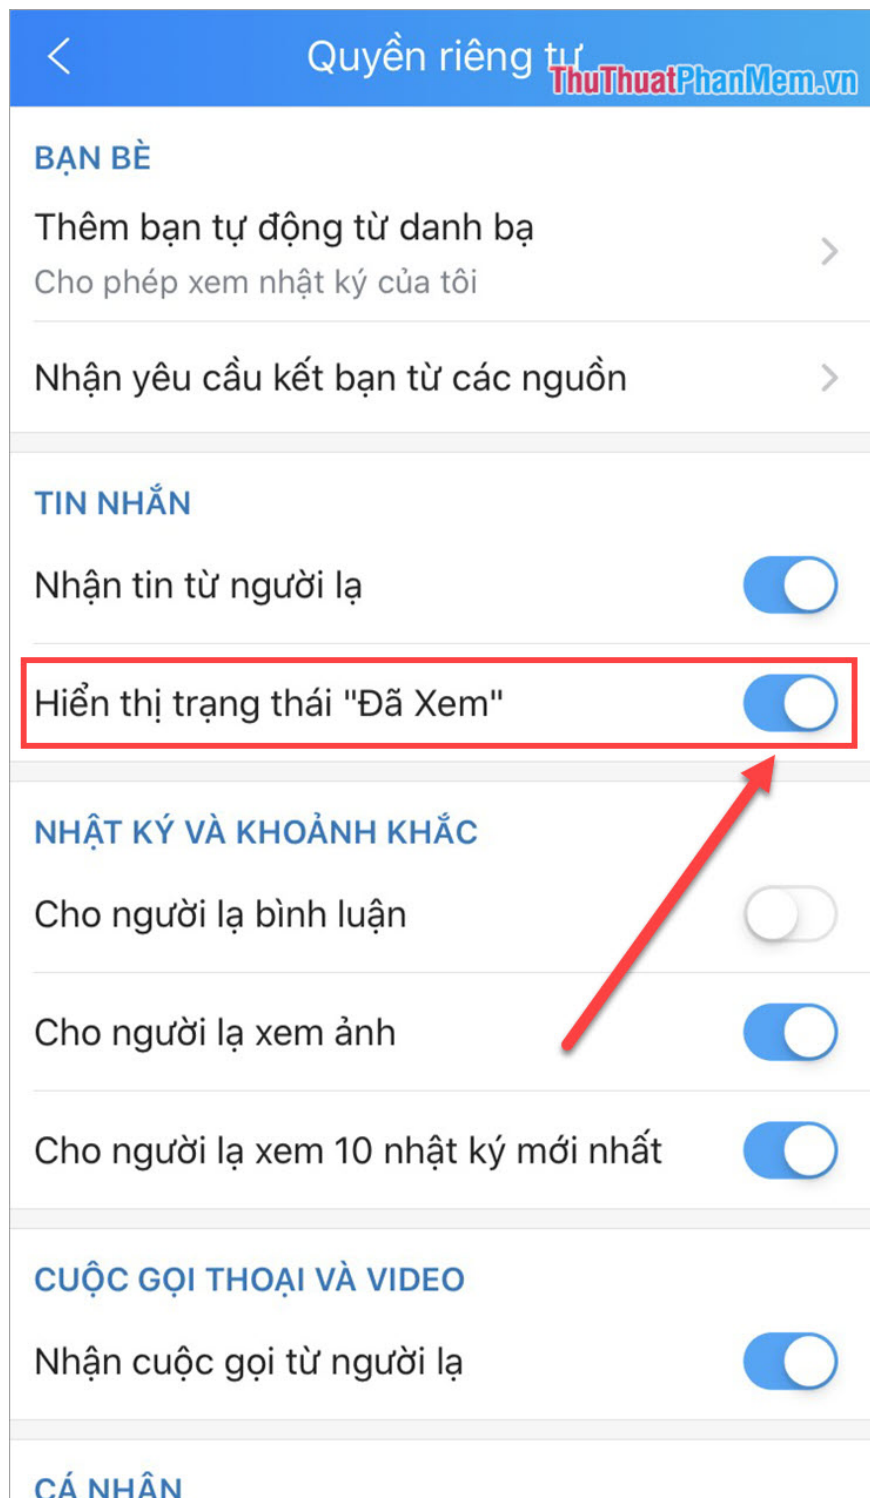 Quyền riêng tư
ThuThuatPhanMem.vn
BẠN BÈ
Thêm bạn tự động từ danh bạ
Cho phép xem nhật ký của tôi
Nhận yêu cầu kết bạn từ các nguồn
TIN NHẮN
Nhận tin từ người lạ
Hiển thị trạng thái "Đã Xem"
NHẬT KÝ VÀ KHOẢNH KHẮC
Cho người lạ bình luận
Cho người lạ xem ảnh
Cho người lạ xem 10 nhật ký mới nhất
CUỘC GỌI THOẠI VÀ VIDEO
Nhận cuộc gọi từ người lạ
CÁ NHÂN